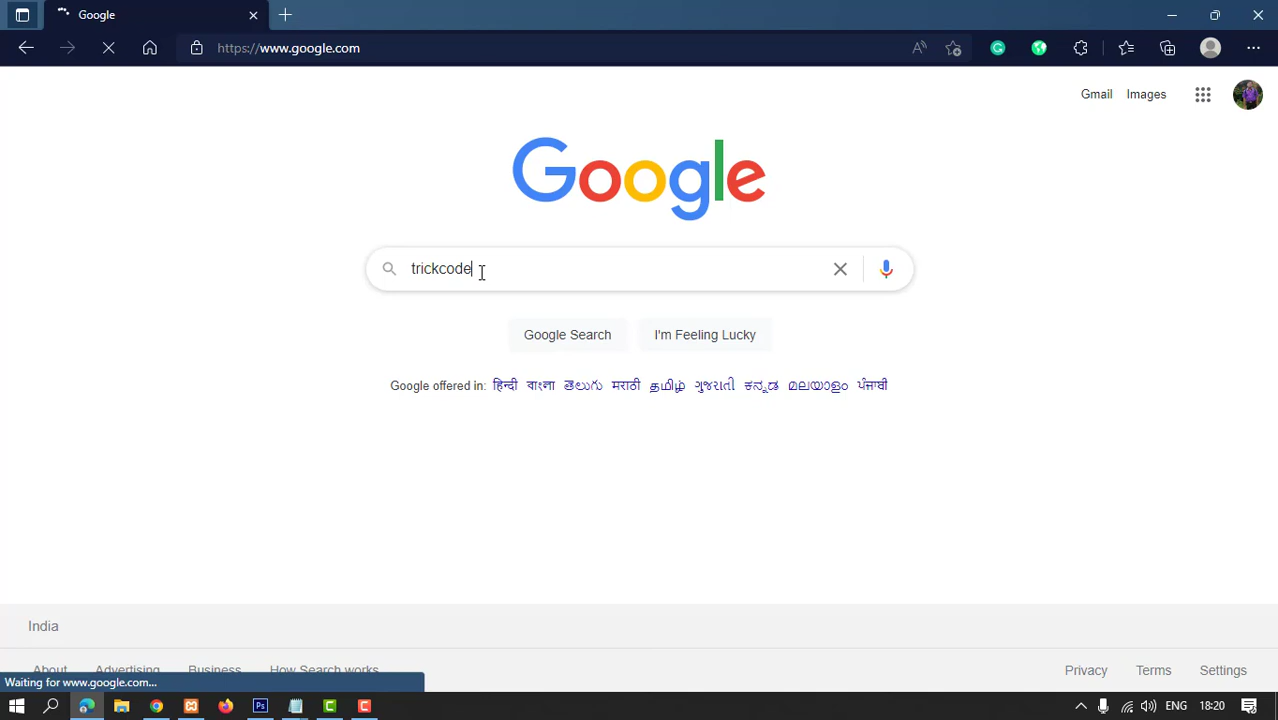 Google
https://www.google.com
Gmail Images
Google
trickcode
Google Search I'm Feeling Lucky
Google offered in: हिन्दी বাংলা తెలుగు मराठी தமிழ் ગુજરાતી ಕನ್ನಡ മലയാളം ਪੰਜਾਬੀ
India
About Advertising Business How Search works Privacy Terms Settings
Waiting for www.google.com...
Ps C C ENG 18:20